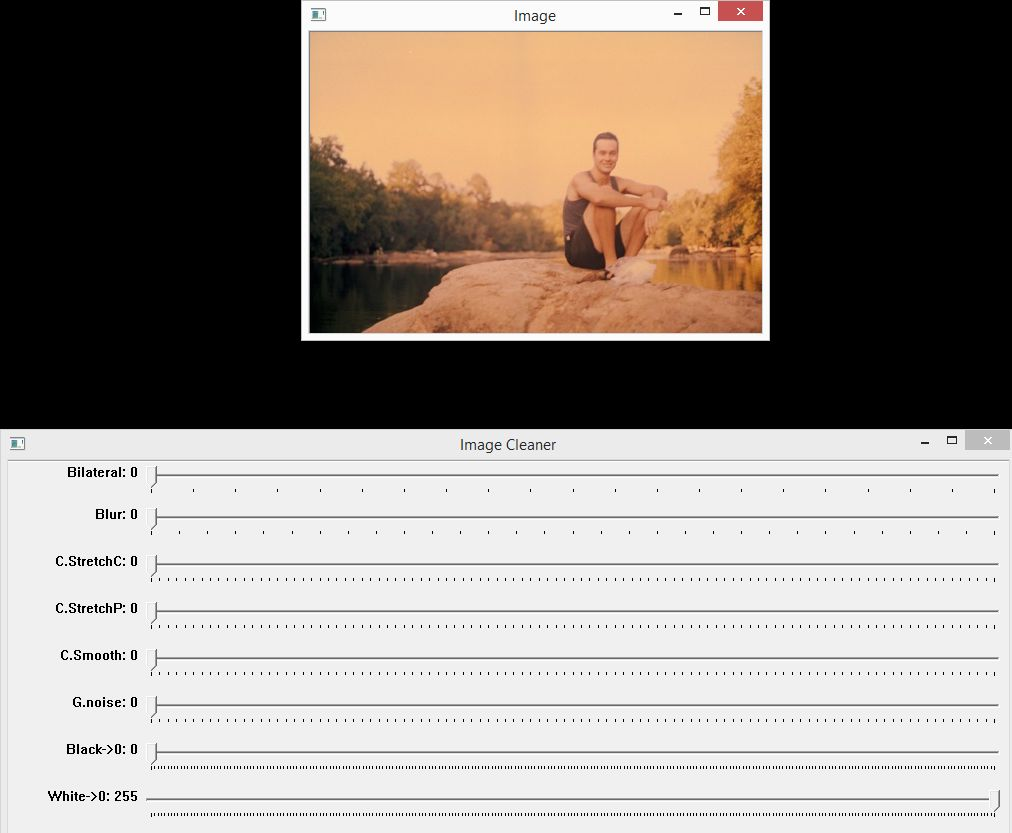 Image
Image Cleaner
Bilateral: 0
Blur: 0
C.StretchC: 0
C.StretchP: 0
C.Smooth: 0
G.noise: 0
Black->0: 0
White->0: 255